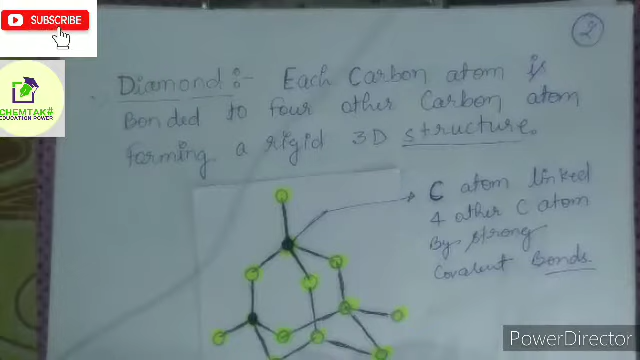 SUBSCRIBE
2
CHEMTAK#
EDUCATION POWER
Diamond :- Each Carbon atom is
Bonded to four other Carbon atom
forming a rigid 3D structure.
C atom linked
4 other C atom
By strong
Covalent Bonds.
PowerDirector